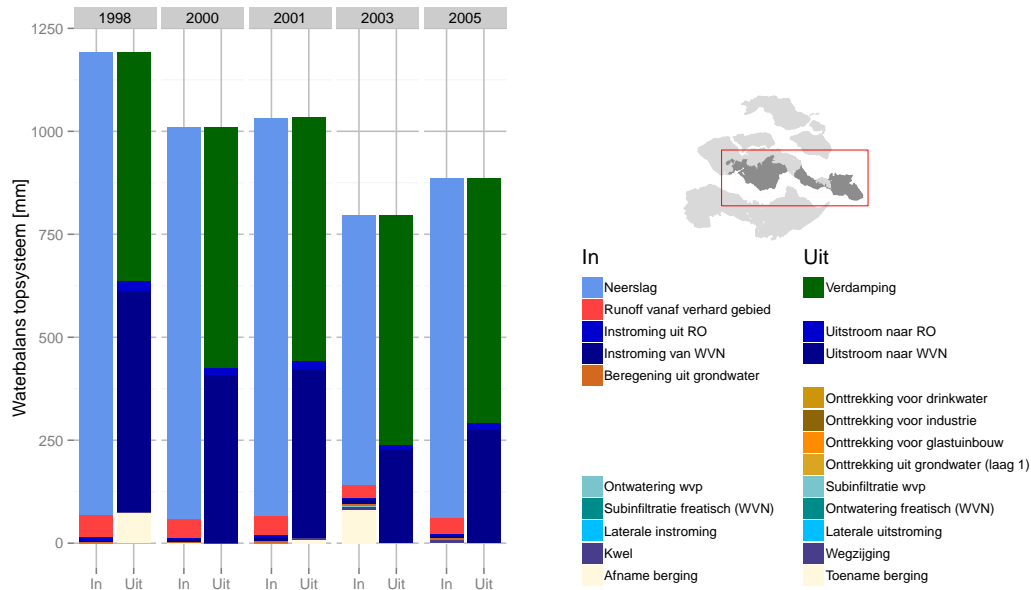 1998 2000 2001 2003 2005
Waterbalans topsysteem [mm]
1250
1000
750
500
250
0
In Uit In Uit In Uit In Uit In Uit
In
Neerslag
Runoff vanaf verhard gebied
Instroming uit RO
Instroming van WVN
Beregening uit grondwater
Ontwatering wvp
Subinfiltratie freatisch (WVN)
Laterale instroming
Kwel
Afname berging
Uit
Verdamping
Uitstroom naar RO
Uitstroom naar WVN
Onttrekking voor drinkwater
Onttrekking voor industrie
Onttrekking voor glastuinbouw
Onttrekking uit grondwater (laag 1)
Subinfiltratie wvp
Ontwatering freatisch (WVN)
Laterale uitstroming
Wegzijging
Toename berging